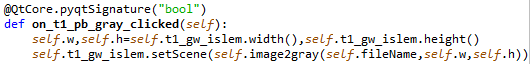 @QtCore.pyqtSignature("bool")
def on_t1_pb_gray_clicked(self):
    self.w,self.h=self.t1_gw_islem.width(),self.t1_gw_islem.height()
    self.t1_gw_islem.setScene(self.image2gray(self.fileName,self.w,self.h))